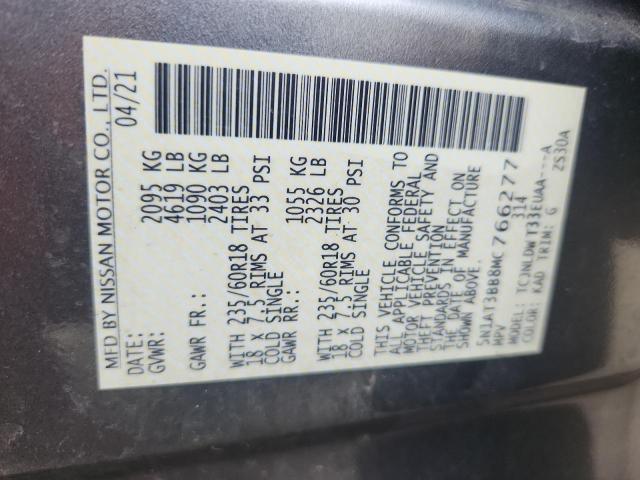 MFD BY NISSAN MOTOR CO., LTD.
DATE: 04/21
GVWR: 2095 KG
4619 LB
GAWR FR.: 1090 KG
2403 LB
WITH 235/60R18 TIRES
18 x 7.5 RIMS AT 33 PSI
COLD SINGLE
GAWR RR.: 1055 KG
2326 LB
WITH 235/60R18 TIRES
18 x 7.5 RIMS AT 30 PSI
COLD SINGLE
THIS VEHICLE CONFORMS TO
ALL APPLICABLE FEDERAL
MOTOR VEHICLE SAFETY AND
THEFT PREVENTION
STANDARDS IN EFFECT ON
THE DATE OF MANUFACTURE
SHOWN ABOVE.
5N1AT3BB8MC766277
MPV 314
MODEL: TCJNLDWT33EUAA---A
COLOR: KAD TRIM: G ZS30A